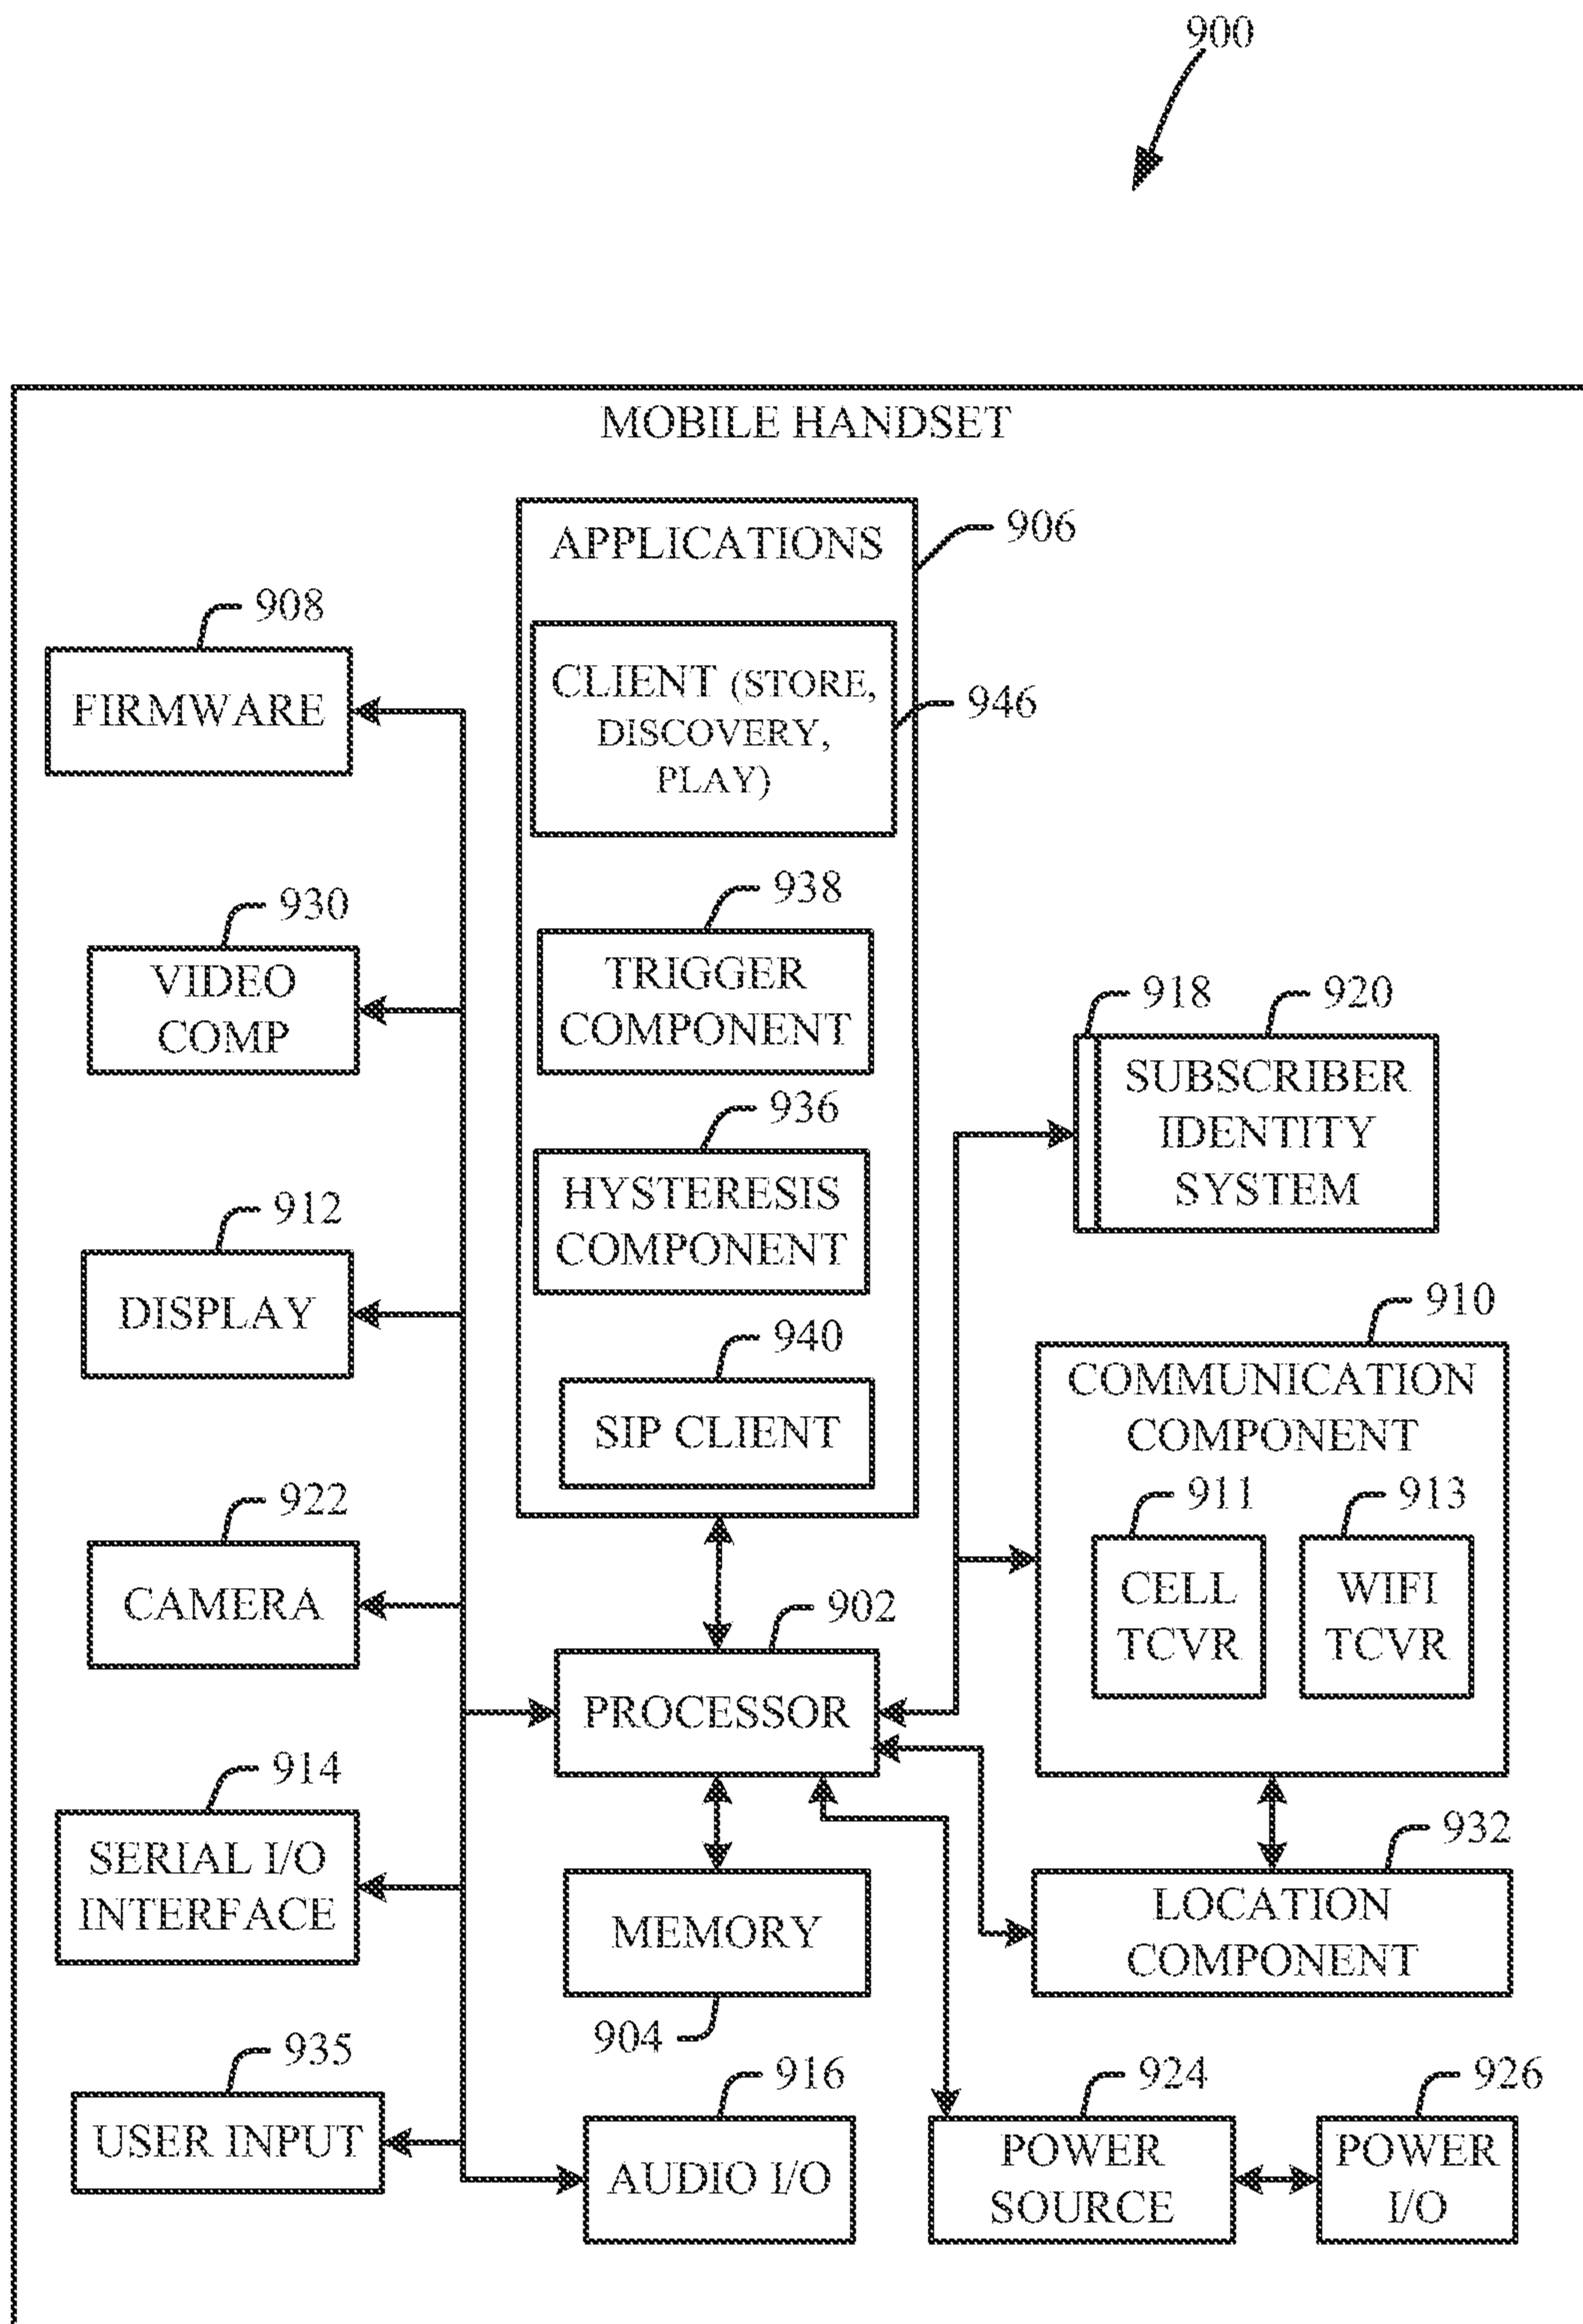 900
MOBILE HANDSET
APPLICATIONS
906
908
FIRMWARE
CLIENT (STORE,
DISCOVERY,
PLAY)
946
930
VIDEO
COMP
938
TRIGGER
COMPONENT
936
HYSTERESIS
COMPONENT
918
920
SUBSCRIBER
IDENTITY
SYSTEM
912
DISPLAY
940
SIP CLIENT
910
COMMUNICATION
COMPONENT
911
CELL
TCVR
913
WIFI
TCVR
922
CAMERA
902
PROCESSOR
914
SERIAL I/O
INTERFACE
MEMORY
904
932
LOCATION
COMPONENT
935
USER INPUT
916
AUDIO I/O
924
POWER
SOURCE
926
POWER
I/O